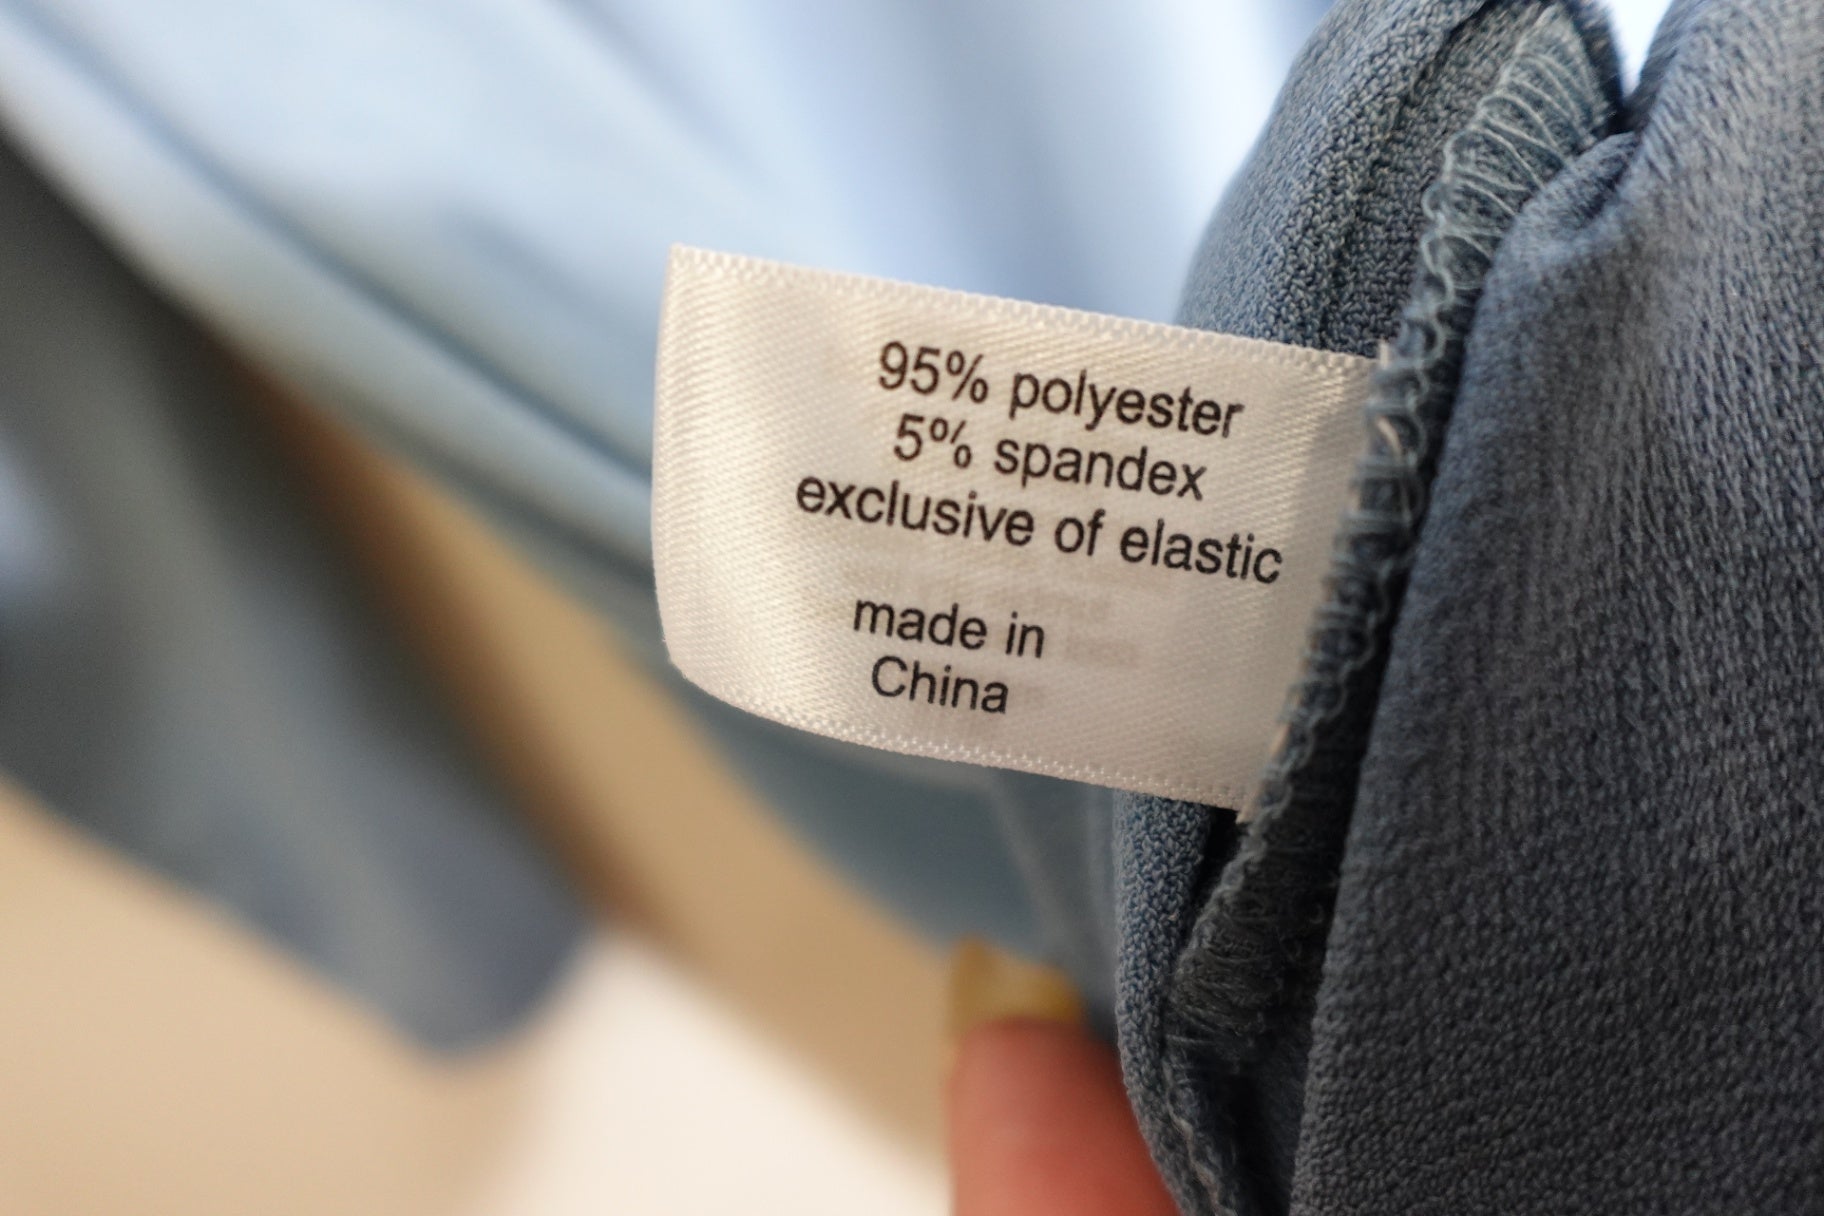 95% polyester
5% spandex
exclusive of elastic
made in
China